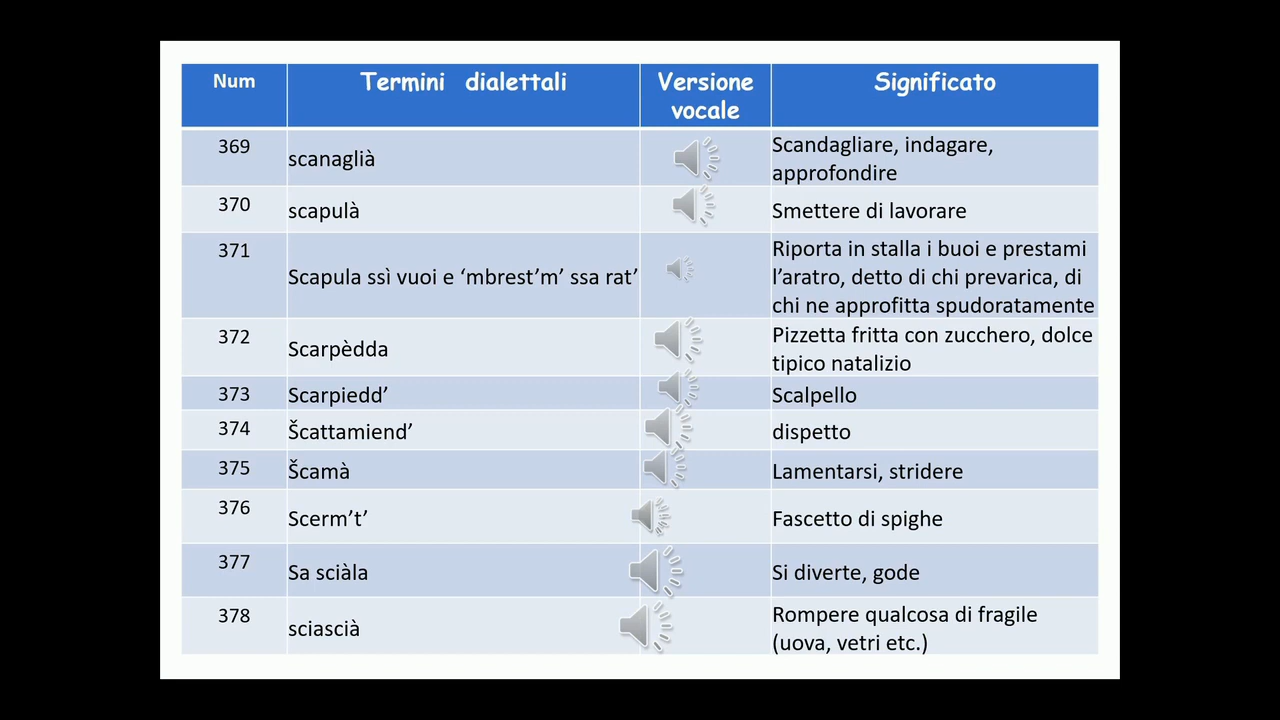 Num Termini dialettali Versione vocale Significato
369 scanaglià Scandagliare, indagare,
approfondire
370 scapulà Smettere di lavorare
371 Scapula ssì vuoi e ‘mbrest’m’ ssa rat’ Riporta in stalla i buoi e prestami
l’aratro, detto di chi prevarica, di
chi ne approfitta spudoratamente
372 Scarpèdda Pizzetta fritta con zucchero, dolce
tipico natalizio
373 Scarpiedd’ Scalpello
374 Šcattamiend’ dispetto
375 Šcamà Lamentarsi, stridere
376 Scerm’t’ Fascetto di spighe
377 Sa sciàla Si diverte, gode
378 sciascià Rompere qualcosa di fragile
(uova, vetri etc.)